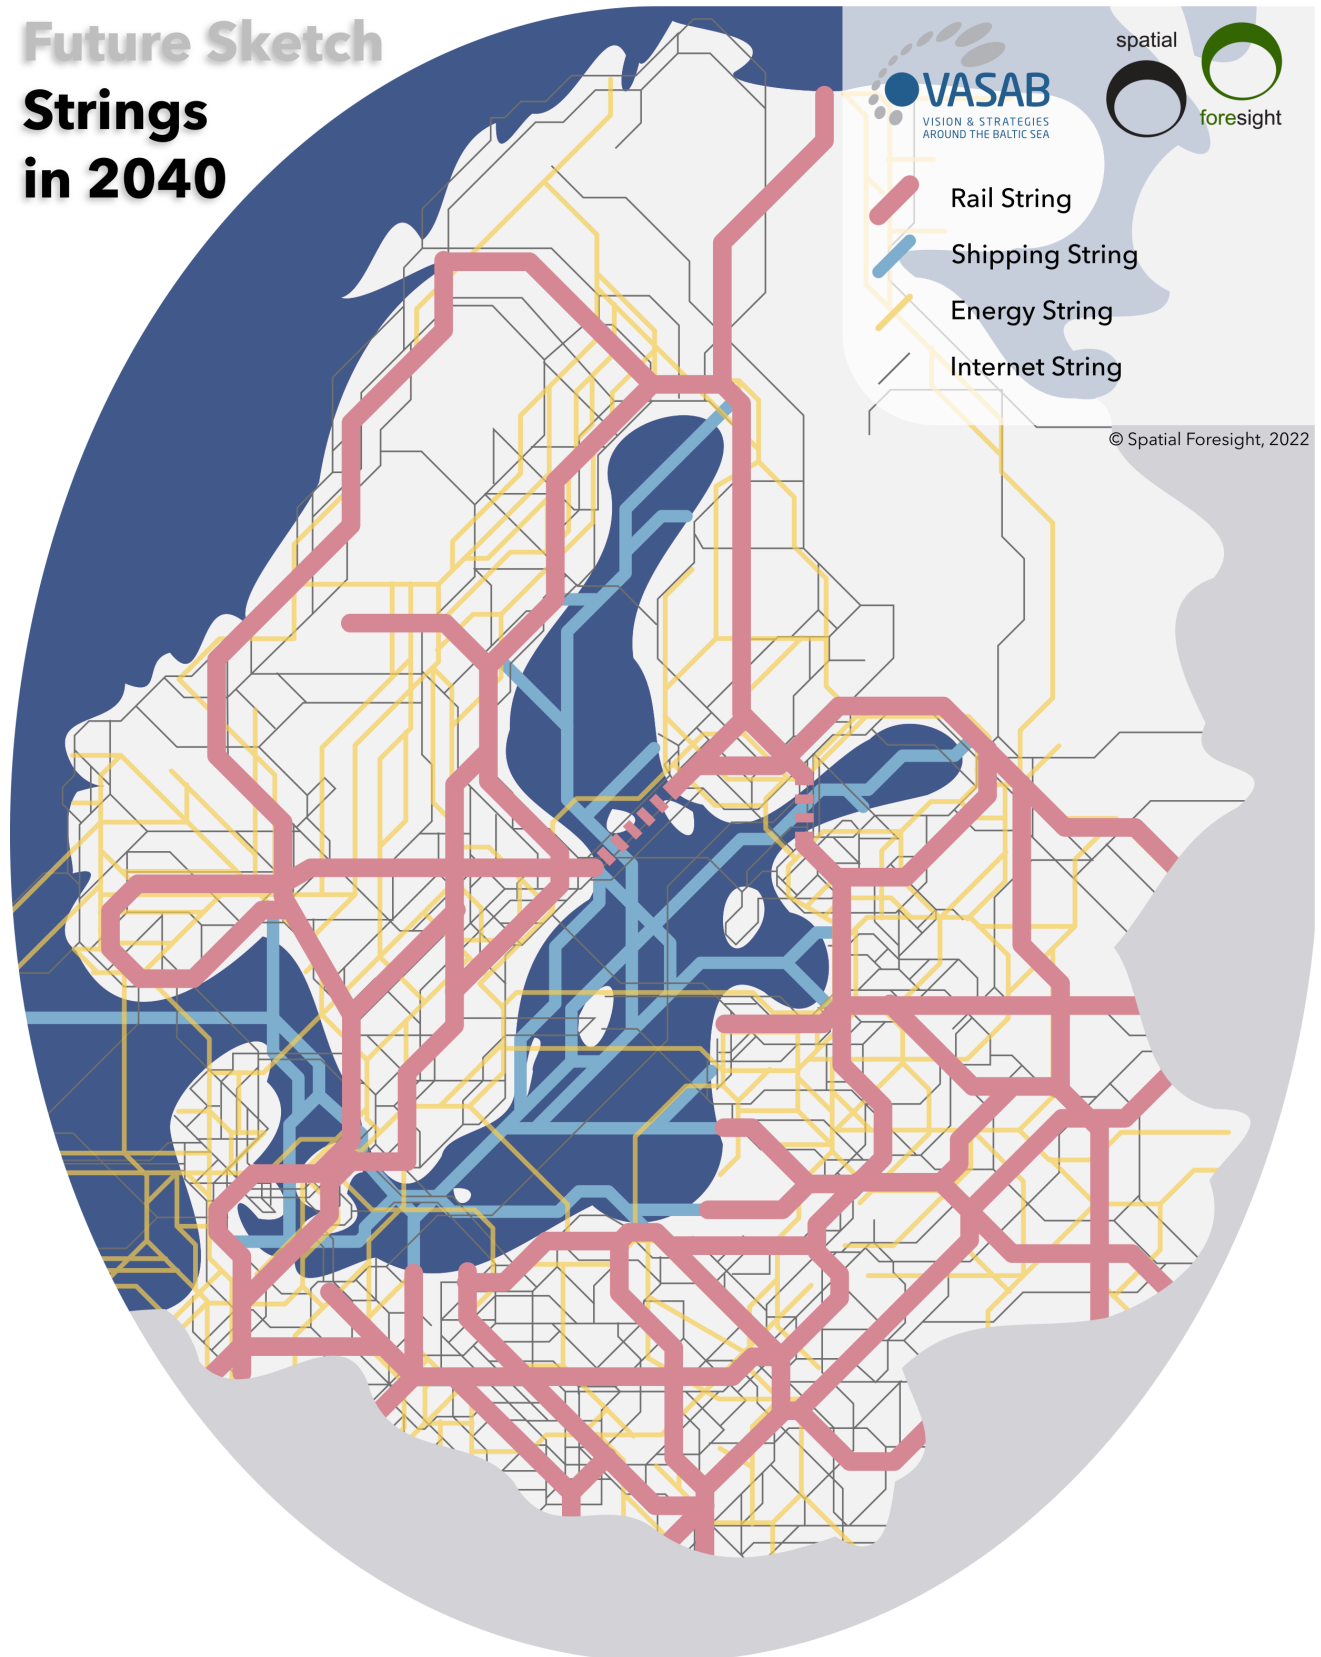 Future Sketch
Strings
in 2040
VASAB
VISION & STRATEGIES
AROUND THE BALTIC SEA
spatial
foresight
Rail String
Shipping String
Energy String
Internet String
© Spatial Foresight, 2022